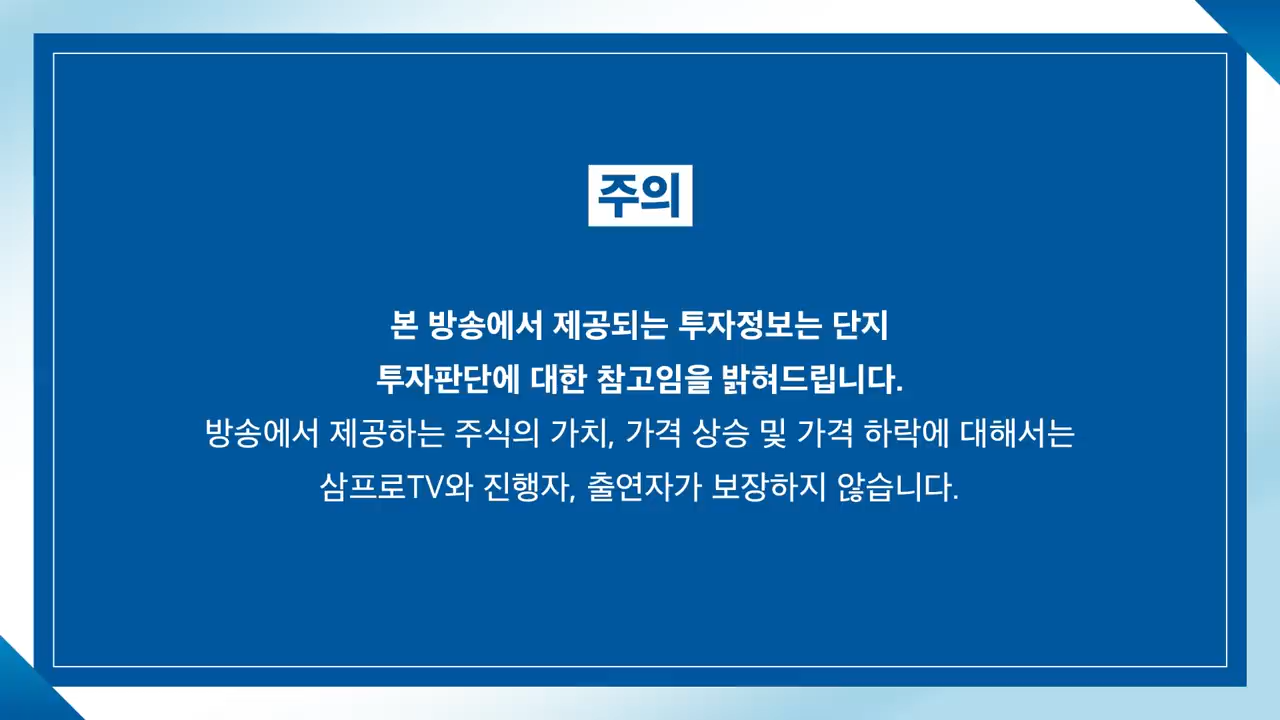 주의
본 방송에서 제공되는 투자정보는 단지
투자판단에 대한 참고임을 밝혀드립니다.
방송에서 제공하는 주식의 가치, 가격 상승 및 가격 하락에 대해서는
삼프로TV와 진행자, 출연자가 보장하지 않습니다.